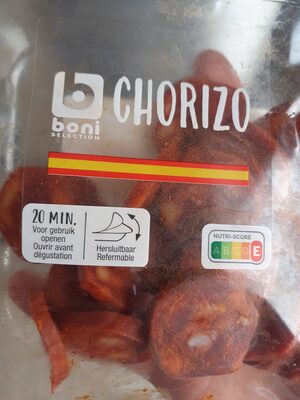 boni
SELECTION
CHORIZO
20 MIN.
Voor gebruik
openen
Ouvrir avant
dégustation
Hersluitbaar
Refermable
NUTRI-SCORE
A B C D E